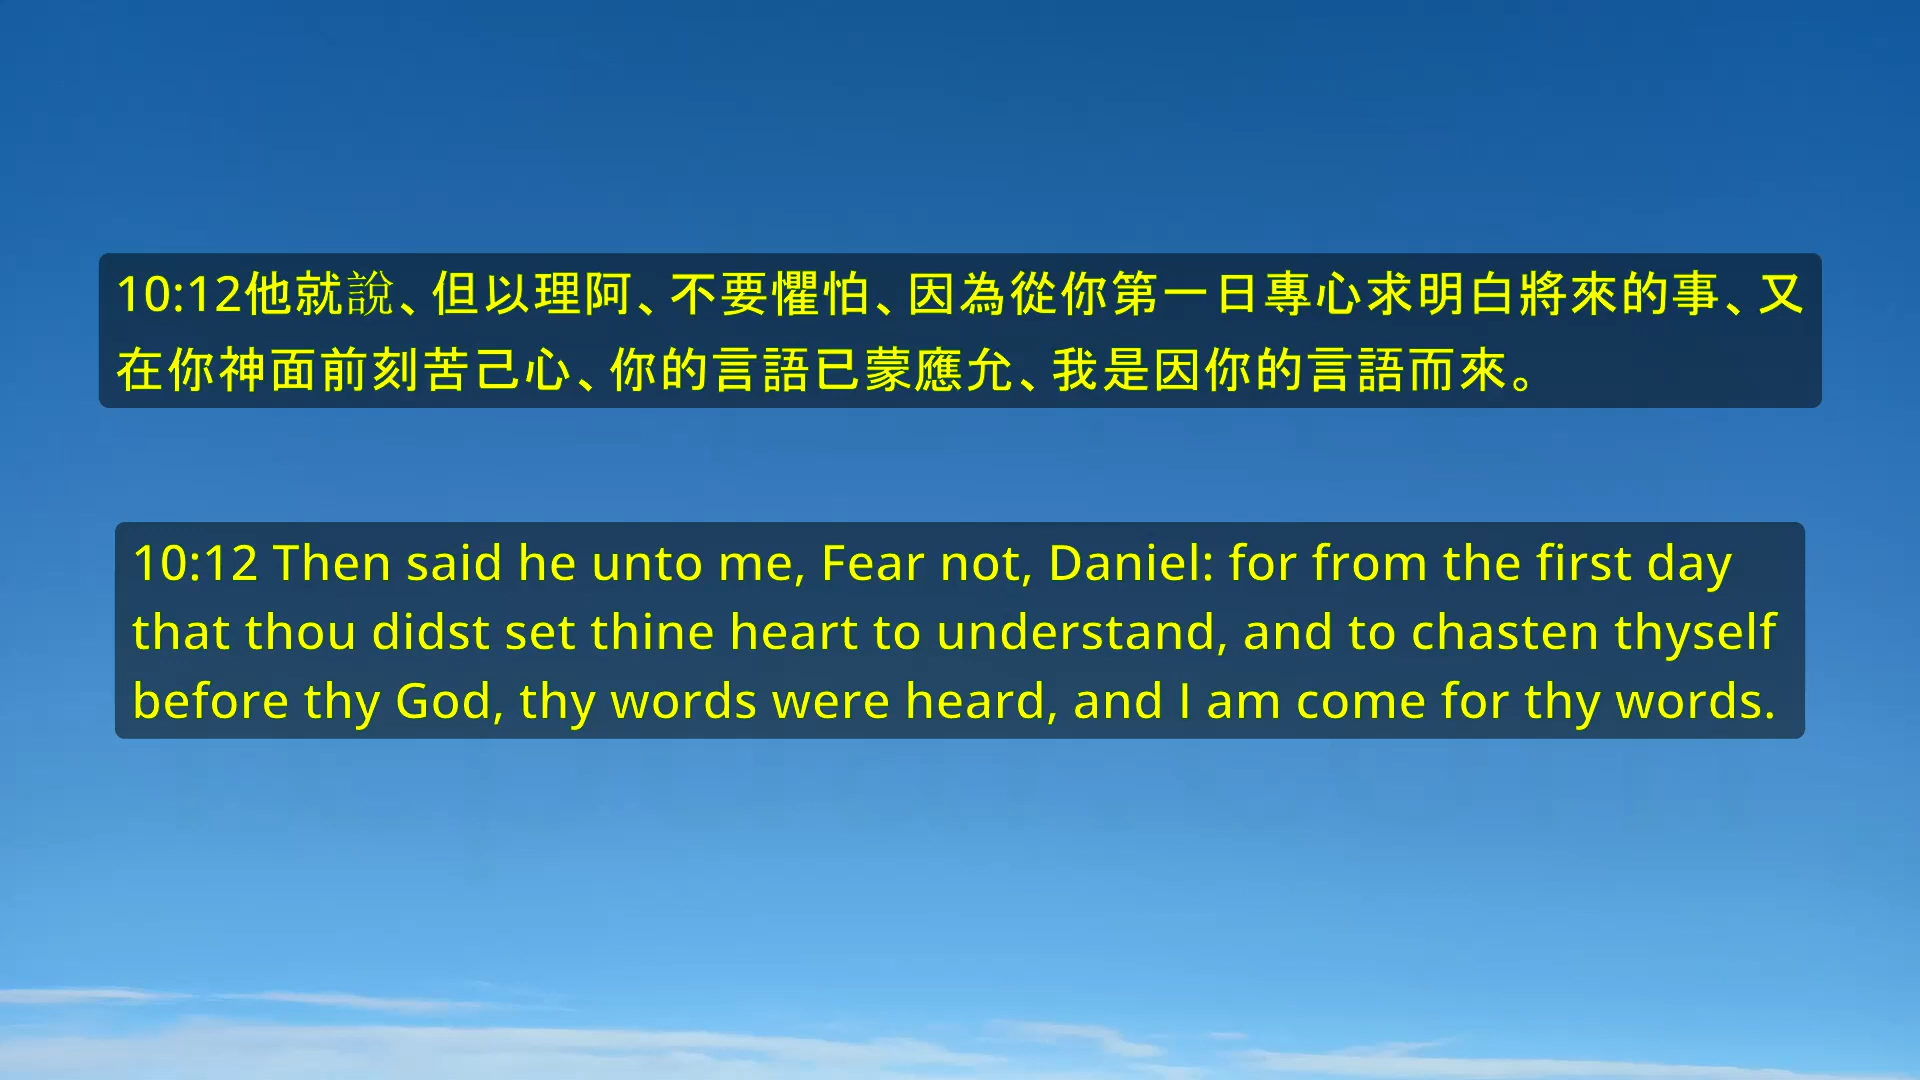 10:12他就說、但以理阿、不要懼怕、因為從你第一日專心求明白將來的事、又
在你神面前刻苦己心、你的言語已蒙應允、我是因你的言語而來。
10:12 Then said he unto me, Fear not, Daniel: for from the first day
that thou didst set thine heart to understand, and to chasten thyself
before thy God, thy words were heard, and I am come for thy words.